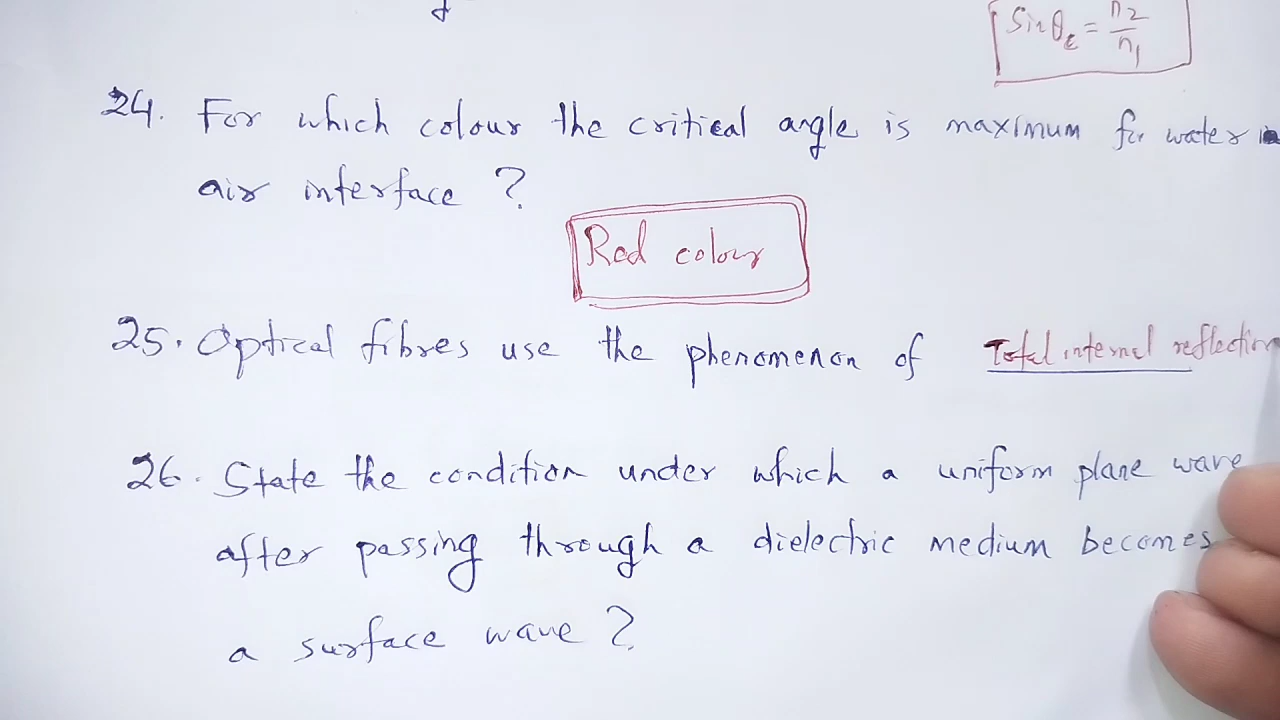 Sinθc = n2/n1
24. For which colour the critical angle is maximum for water
air interface ?
Red colour
25. Optical fibres use the phenomenon of Total internal reflection
26. State the condition under which a uniform plane wave
after passing through a dielectric medium becomes
a surface wave ?